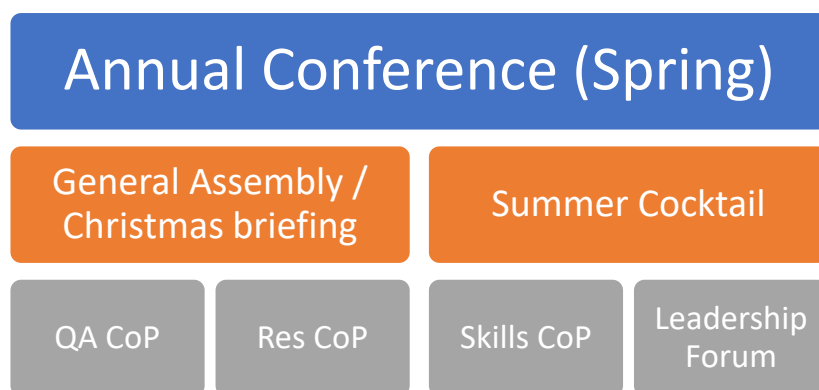 Annual Conference (Spring)
General Assembly /
Christmas briefing
Summer Cocktail
QA CoP
Res CoP
Skills CoP
Leadership
Forum